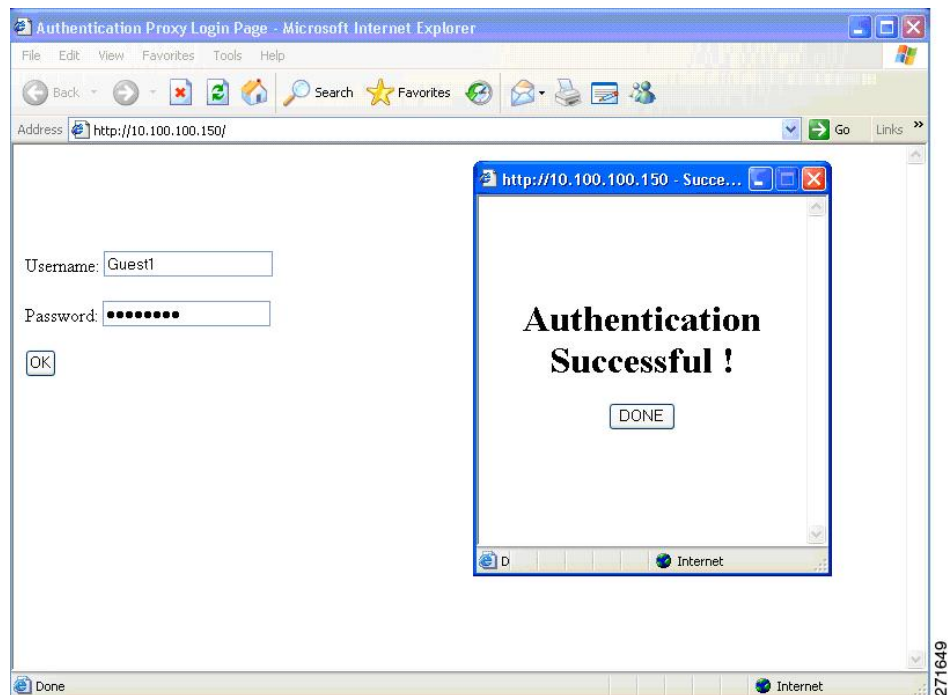 Authentication Proxy Login Page - Microsoft Internet Explorer
File Edit View Favorites Tools Help
Back Search Favorites
Address http://10.100.100.150/ Go Links »
http://10.100.100.150 - Succe...
Username: Guest1
Password: ••••••••
OK
Authentication
Successful !
DONE
D Internet
Done Internet
271649